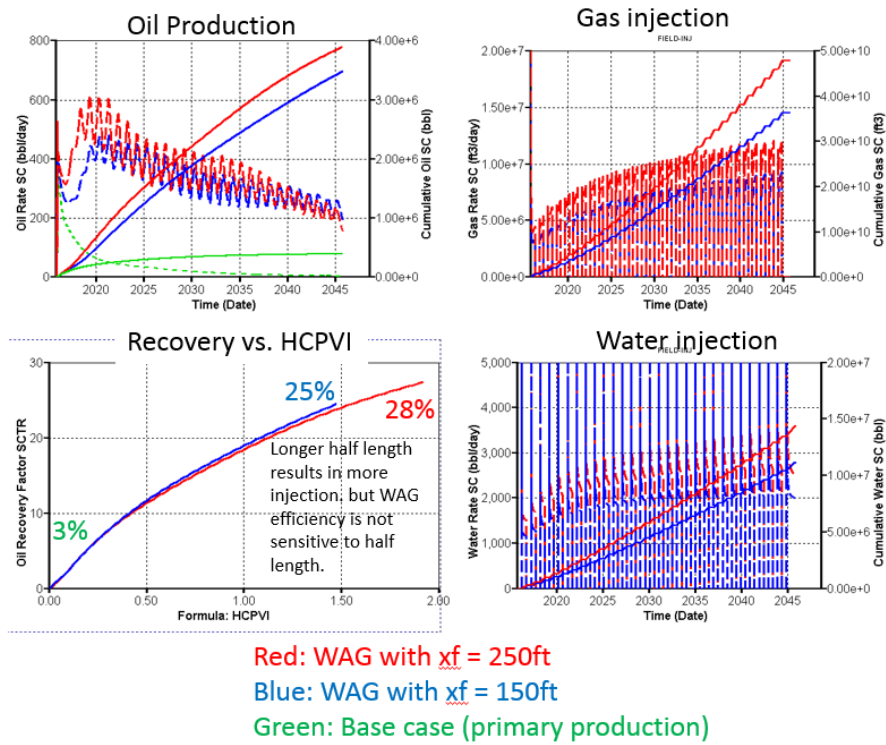 Oil Production
800
600
400
200
0
4.00e+6
3.00e+6
2.00e+6
1.00e+6
0.00e+0
Oil Rate SC (bbl/day)
Cumulative Oil SC (bbl)
2020 2025 2030 2035 2040 2045
Time (Date)
Gas injection
FIELD-INJ
2.00e+7
1.50e+7
1.00e+7
5.00e+6
0.00e+0
5.00e+10
4.00e+10
3.00e+10
2.00e+10
1.00e+10
0.00e+0
Gas Rate SC (ft3/day)
Cumulative Gas SC (ft3)
2020 2025 2030 2035 2040 2045
Time (Date)
Recovery vs. HCPVI
30
20
10
0
Oil Recovery Factor SCTR
25%
28%
3%
Longer half length
results in more
injection, but WAG
efficiency is not
sensitive to half
length.
0.00 0.50 1.00 1.50 2.00
Formula: HCPVI
Water injection
FIELD-INJ
5,000
4,000
3,000
2,000
1,000
0
2.00e+7
1.50e+7
1.00e+7
5.00e+6
0.00e+0
Water Rate SC (bbl/day)
Cumulative Water SC (bbl)
2020 2025 2030 2035 2040 2045
Time (Date)
Red: WAG with xf = 250ft
Blue: WAG with xf = 150ft
Green: Base case (primary production)